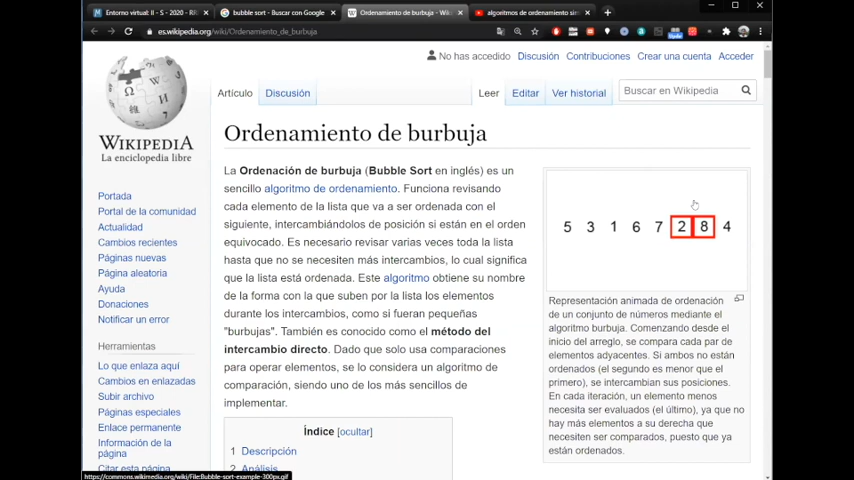 Entorno virtual: II - S - 2020 - R
bubble sort - Buscar con Google
Ordenamiento de burbuja - Wi
algoritmos de ordenamiento sim
es.wikipedia.org/wiki/Ordenamiento_de_burbuja
No has accedido Discusión Contribuciones Crear una cuenta Acceder
WIKIPEDIA
La enciclopedia libre
Artículo Discusión Leer Editar Ver historial Buscar en Wikipedia
Portada
Portal de la comunidad
Actualidad
Cambios recientes
Páginas nuevas
Página aleatoria
Ayuda
Donaciones
Notificar un error
Herramientas
Lo que enlaza aquí
Cambios en enlazadas
Subir archivo
Páginas especiales
Enlace permanente
Información de la
página
Citar esta página
Ordenamiento de burbuja
La Ordenación de burbuja (Bubble Sort en inglés) es un
sencillo algoritmo de ordenamiento. Funciona revisando
cada elemento de la lista que va a ser ordenada con el
siguiente, intercambiándolos de posición si están en el orden
equivocado. Es necesario revisar varias veces toda la lista
hasta que no se necesiten más intercambios, lo cual significa
que la lista está ordenada. Este algoritmo obtiene su nombre
de la forma con la que suben por la lista los elementos
durante los intercambios, como si fueran pequeñas
"burbujas". También es conocido como el método del
intercambio directo. Dado que solo usa comparaciones
para operar elementos, se lo considera un algoritmo de
comparación, siendo uno de los más sencillos de
implementar.
Índice [ocultar]
1 Descripción
2 Análisis
5 3 1 6 7 2 8 4
Representación animada de ordenación
de un conjunto de números mediante el
algoritmo burbuja. Comenzando desde el
inicio del arreglo, se compara cada par de
elementos adyacentes. Si ambos no están
ordenados (el segundo es menor que el
primero), se intercambian sus posiciones.
En cada iteración, un elemento menos
necesita ser evaluados (el último), ya que no
hay más elementos a su derecha que
necesiten ser comparados, puesto que ya
están ordenados.
https://commons.wikimedia.org/wiki/File:Bubble-sort-example-300px.gif